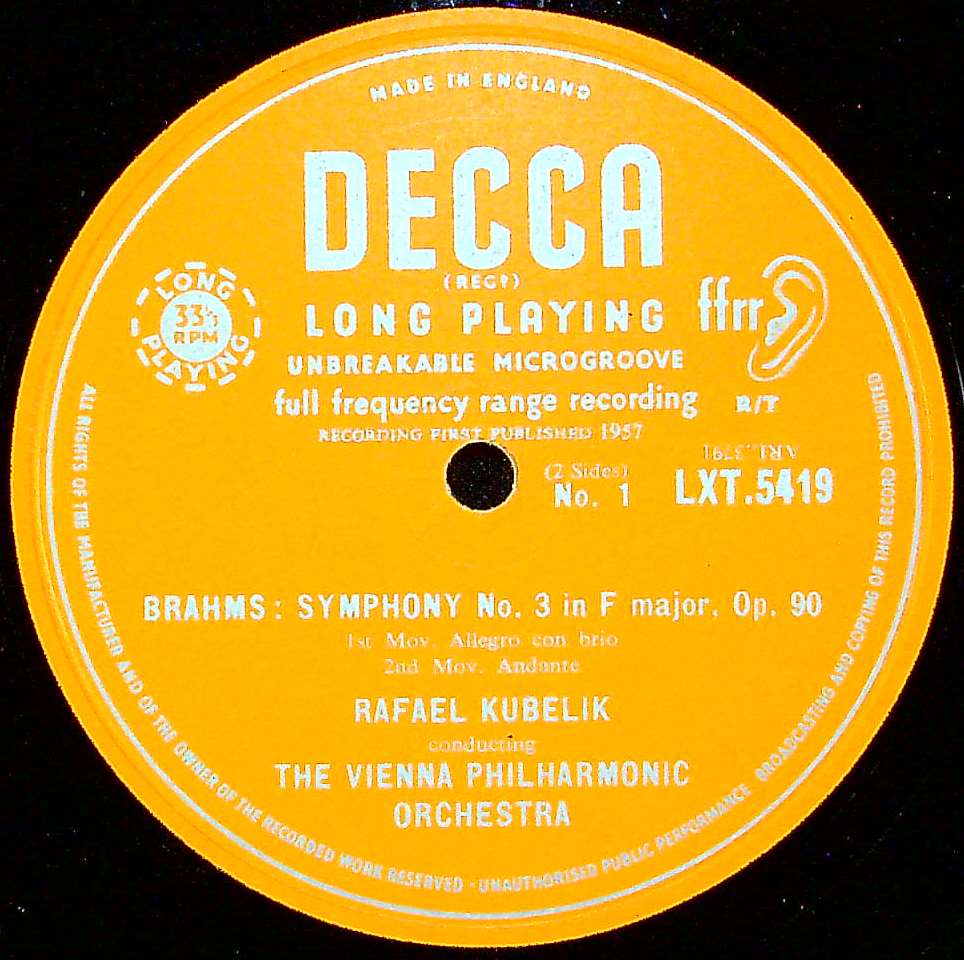 MADE IN ENGLAND
DECCA
(REGD)
LONG PLAYING
33⅓
RPM
LONG PLAYING
ffrr
UNBREAKABLE MICROGROOVE
full frequency range recording
R/T
RECORDING FIRST PUBLISHED 1957
(2 Sides)
No. 1
ARL-3791
LXT.5419
BRAHMS: SYMPHONY No. 3 in F major, Op. 90
1st Mov. Allegro con brio
2nd Mov. Andante
RAFAEL KUBELIK
conducting
THE VIENNA PHILHARMONIC
ORCHESTRA
ALL RIGHTS OF THE MANUFACTURER AND OF THE OWNER OF THE RECORDED WORK RESERVED · UNAUTHORISED PUBLIC PERFORMANCE · BROADCASTING AND COPYING OF THIS RECORD PROHIBITED